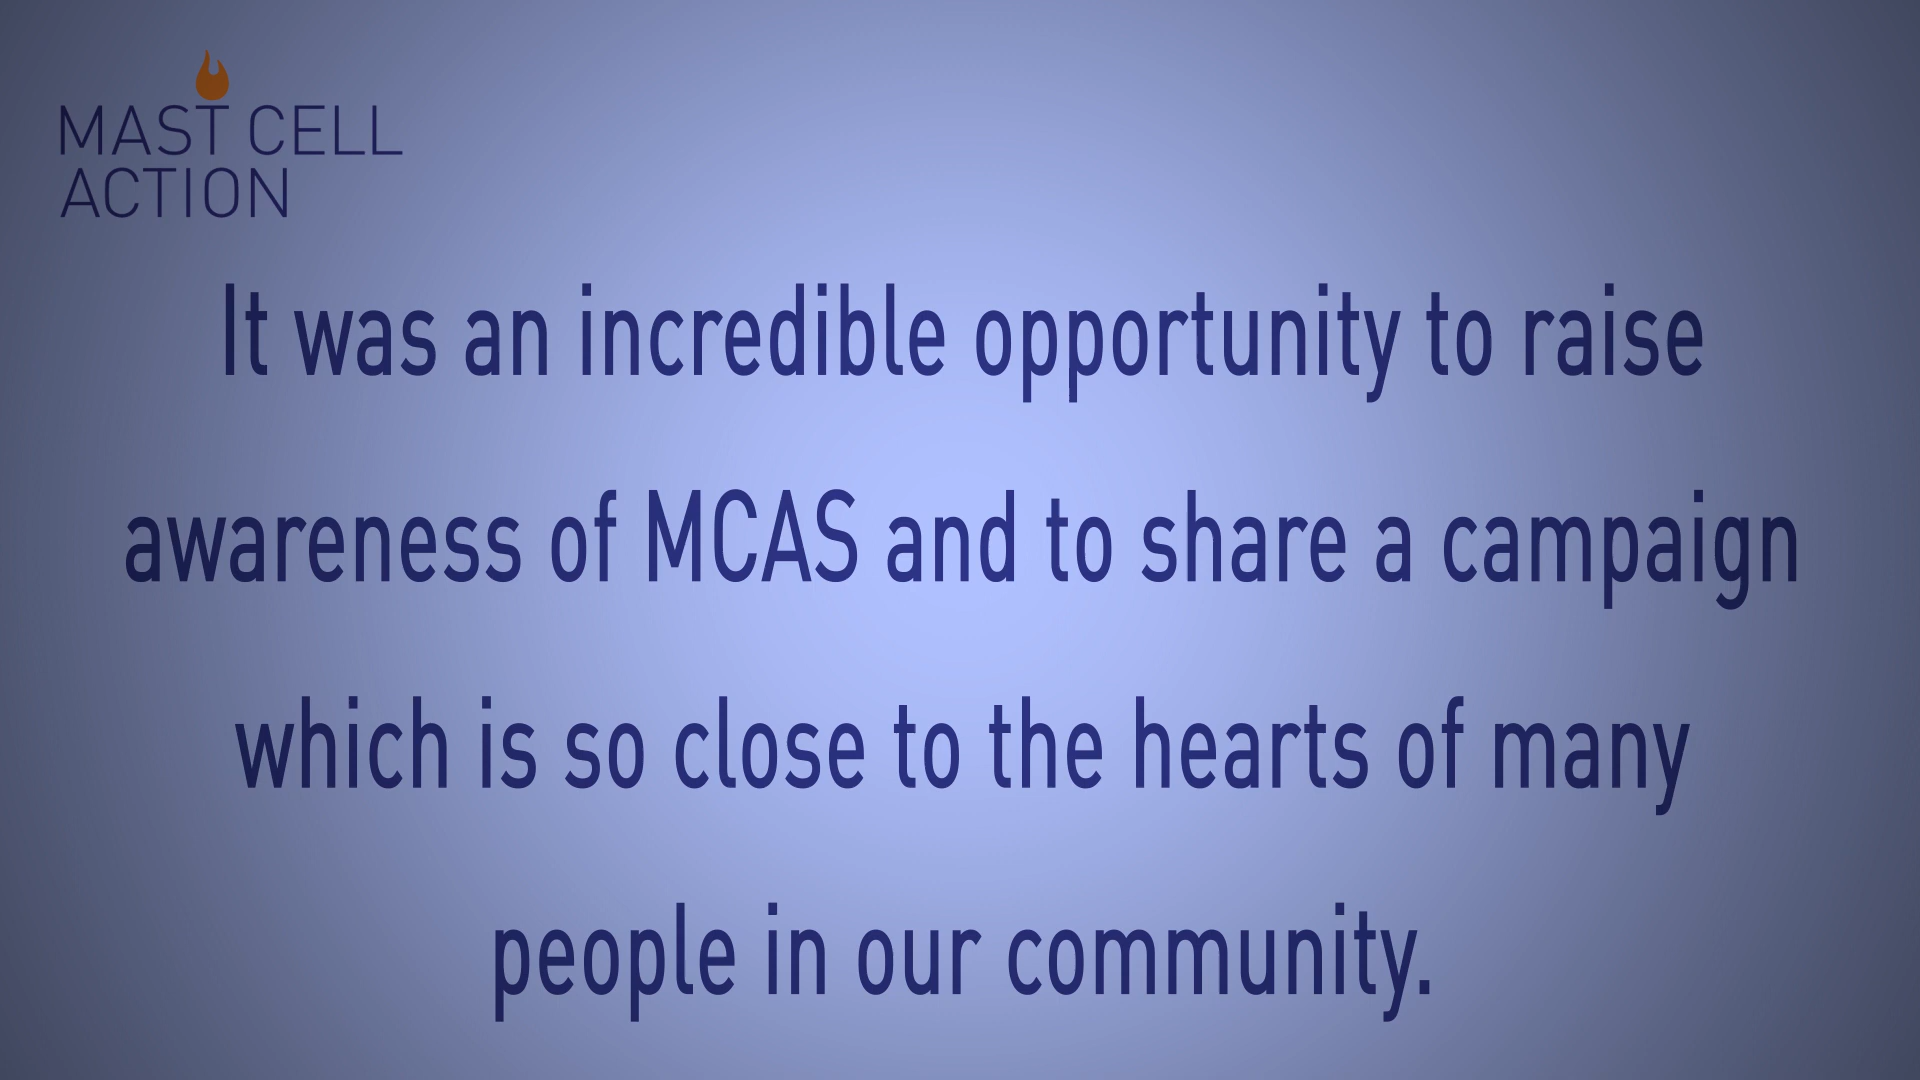 MAST CELL
ACTION
It was an incredible opportunity to raise
awareness of MCAS and to share a campaign
which is so close to the hearts of many
people in our community.